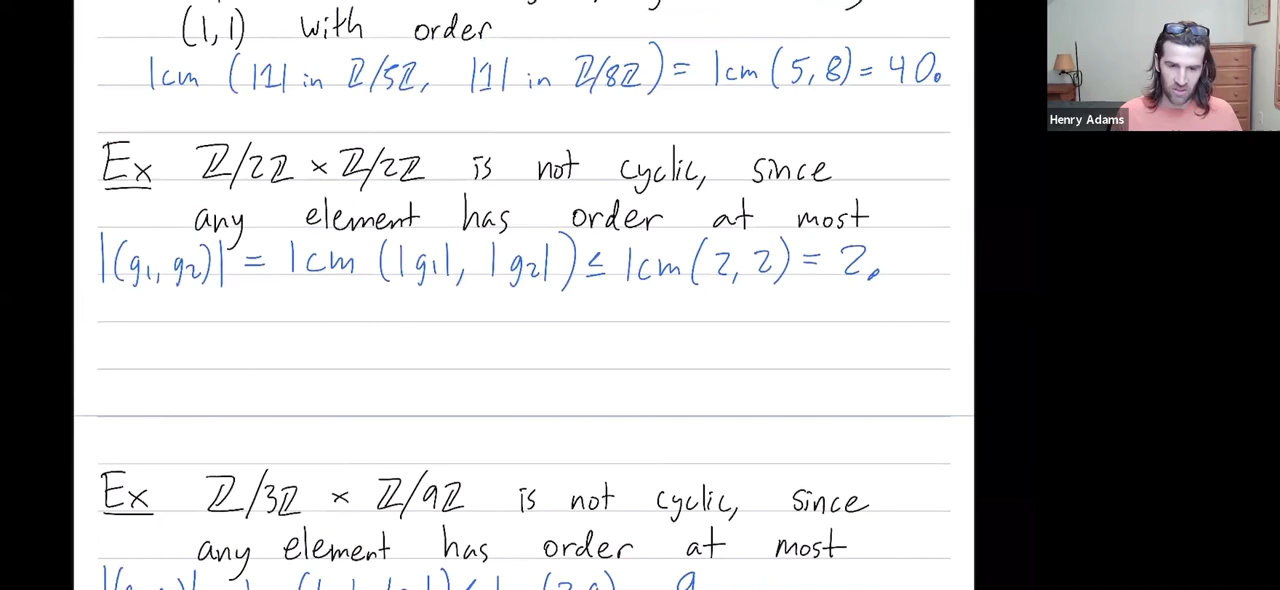 (1,1) with order
lcm (|1| in ℤ/5ℤ, |1| in ℤ/8ℤ) = lcm (5, 8) = 40.
Henry Adams
Ex ℤ/2ℤ × ℤ/2ℤ is not cyclic, since
any element has order at most
|(g₁, g₂)| = lcm (|g₁|, |g₂|) ≤ lcm (2, 2) = 2.
Ex ℤ/3ℤ × ℤ/9ℤ is not cyclic, since
any element has order at most